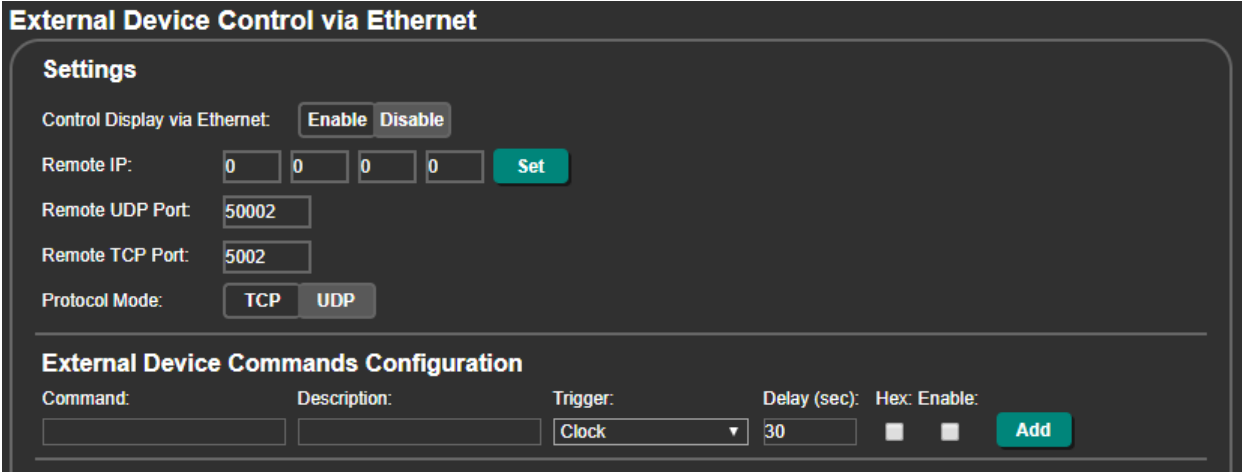 External Device Control via Ethernet
Settings
Control Display via Ethernet: Enable Disable
Remote IP: 0 0 0 0 Set
Remote UDP Port: 50002
Remote TCP Port: 5002
Protocol Mode: TCP UDP
External Device Commands Configuration
Command: Description: Trigger: Delay (sec): Hex: Enable:
Clock 30 Add